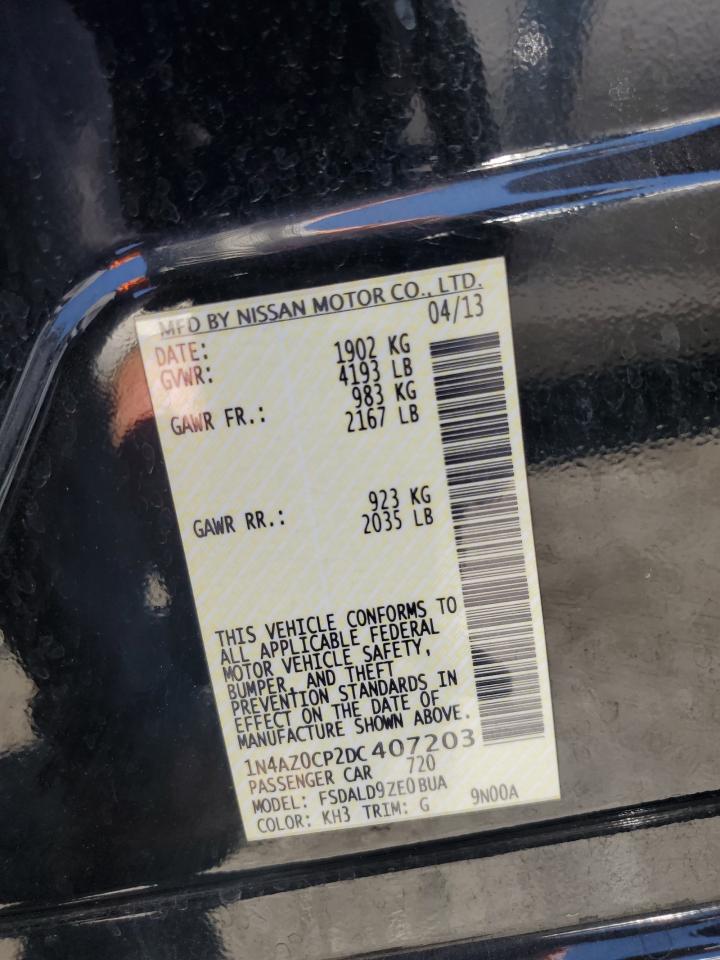 MFD BY NISSAN MOTOR CO., LTD.
DATE: 04/13
GVWR: 1902 KG
4193 LB
GAWR FR.: 983 KG
2167 LB
GAWR RR.: 923 KG
2035 LB
THIS VEHICLE CONFORMS TO
ALL APPLICABLE FEDERAL
MOTOR VEHICLE SAFETY,
BUMPER, AND THEFT
PREVENTION STANDARDS IN
EFFECT ON THE DATE OF
MANUFACTURE SHOWN ABOVE.
1N4AZ0CP2DC407203
PASSENGER CAR 720
MODEL: FSDALD9ZE0BUA
COLOR: KH3 TRIM: G 9N00A